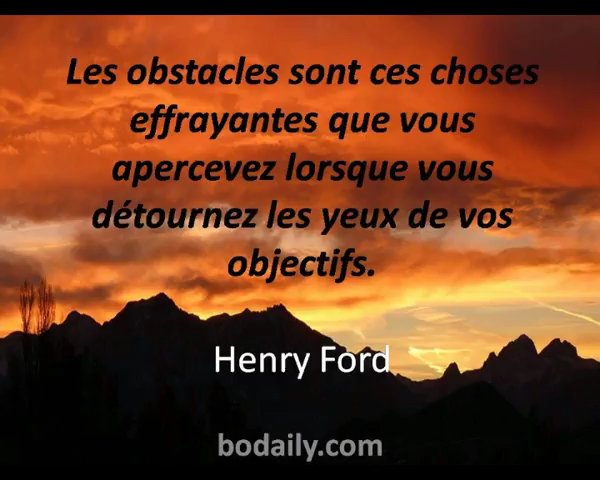 Les obstacles sont ces choses
effrayantes que vous
apercevez lorsque vous
détournez les yeux de vos
objectifs.
Henry Ford
bodaily.com